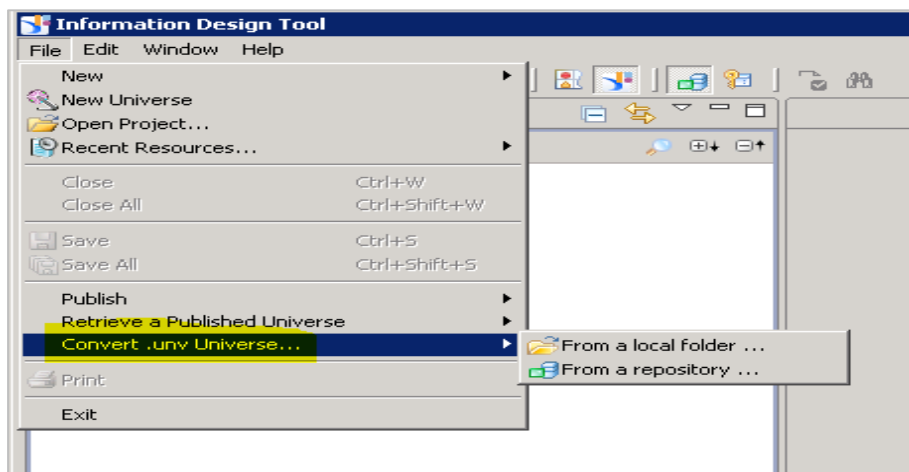 Information Design Tool
File Edit Window Help
New
New Universe
Open Project...
Recent Resources...
Close Ctrl+W
Close All Ctrl+Shift+W
Save Ctrl+S
Save All Ctrl+Shift+S
Publish
Retrieve a Published Universe
Convert .unv Universe...
From a local folder ...
From a repository ...
Print
Exit